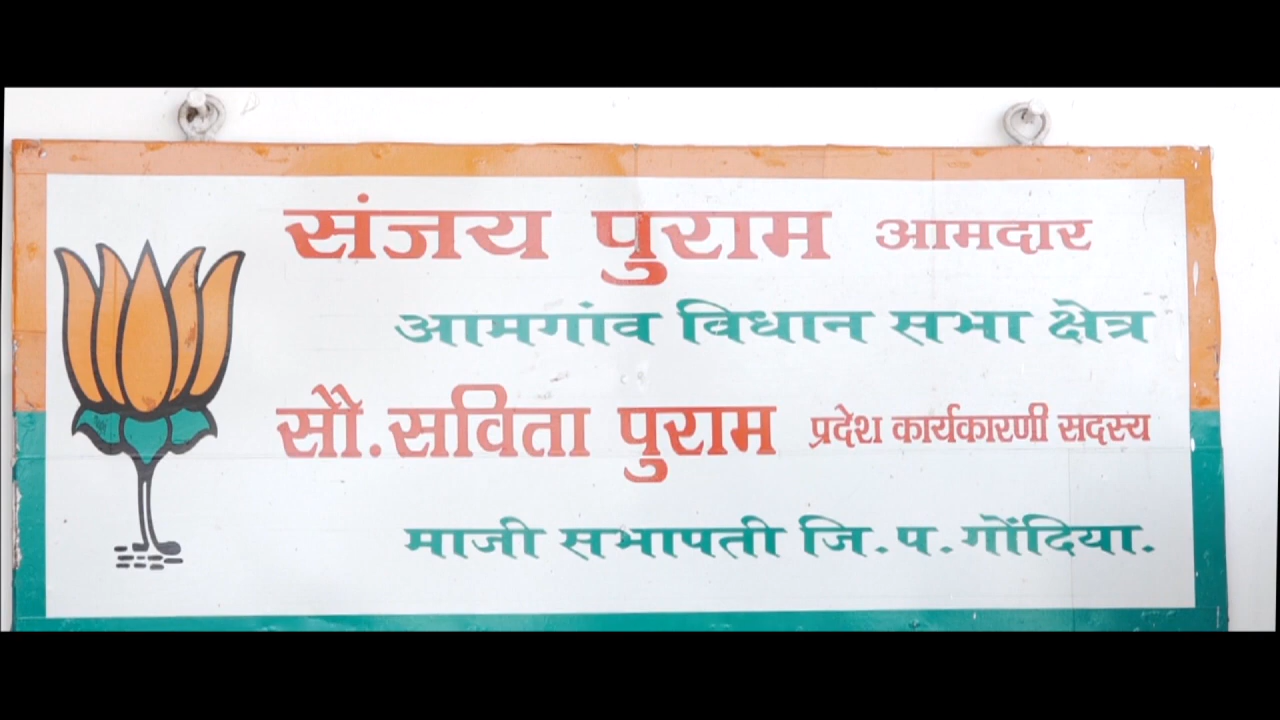 संजय पुराम आमदार
आमगांव विधान सभा क्षेत्र
सौ.सविता पुराम प्रदेश कार्यकारणी सदस्य
माजी सभापती जि.प.गोंदिया.